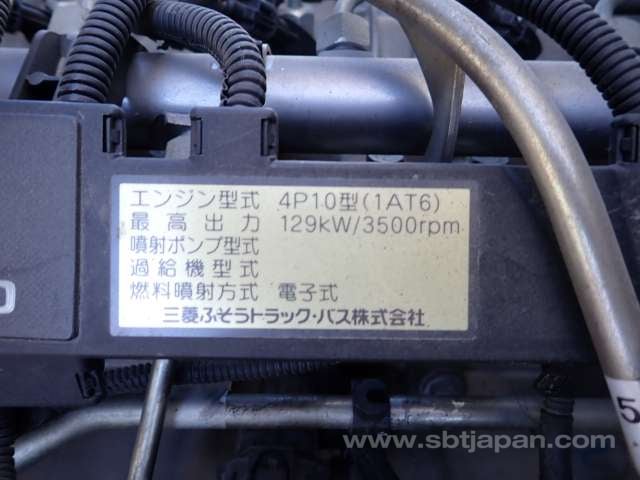 エンジン型式 4P10型(1AT6)
最高出力 129kW/3500rpm
噴射ポンプ型式
過給機型式
燃料噴射方式 電子式
三菱ふそうトラック・バス株式会社
5
www.sbtjapan.com